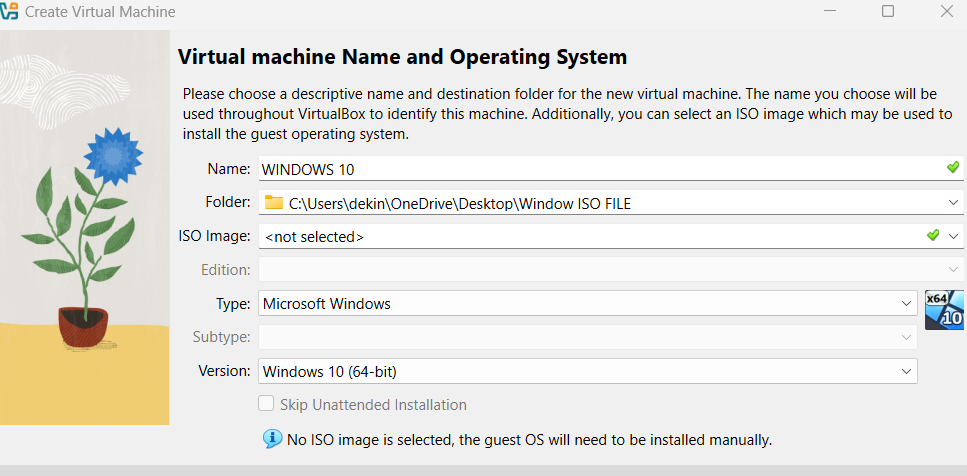 Create Virtual Machine
Virtual machine Name and Operating System
Please choose a descriptive name and destination folder for the new virtual machine. The name you choose will be
used throughout VirtualBox to identify this machine. Additionally, you can select an ISO image which may be used to
install the guest operating system.
Name: WINDOWS 10
Folder: C:\Users\dekin\OneDrive\Desktop\Window ISO FILE
ISO Image: <not selected>
Edition:
Type: Microsoft Windows
x64
10
Subtype:
Version: Windows 10 (64-bit)
Skip Unattended Installation
No ISO image is selected, the guest OS will need to be installed manually.